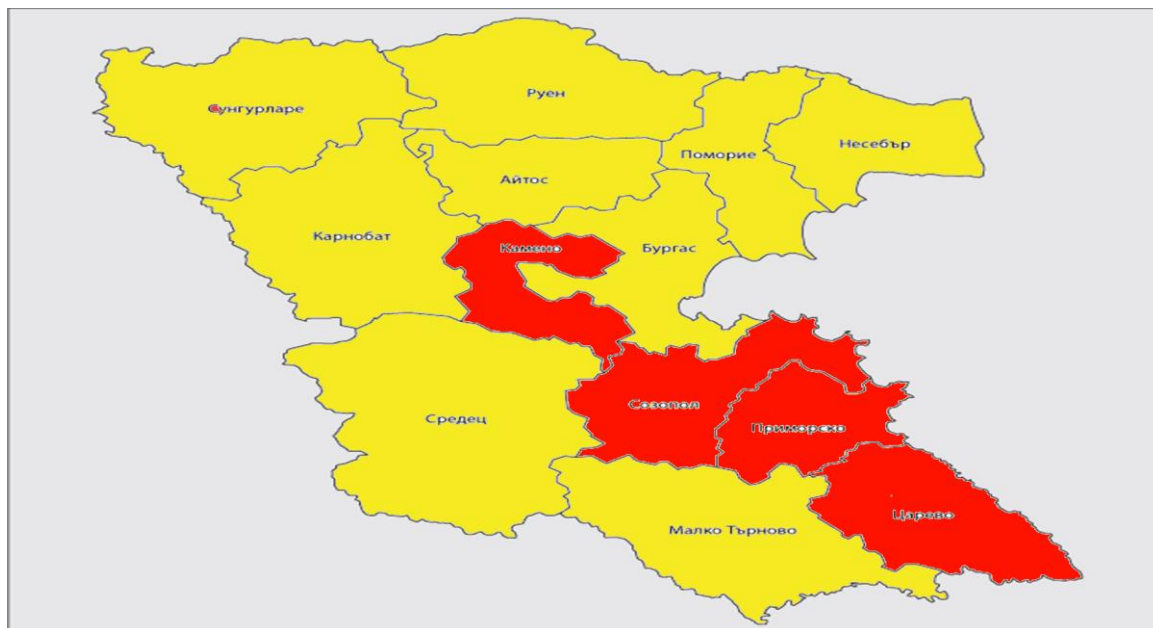 Руен
Сунгурларе
Несебър
Поморие
Айтос
Карнобат
Камено
Бургас
Созопол
Средец
Приморско
Царево
Малко Търново